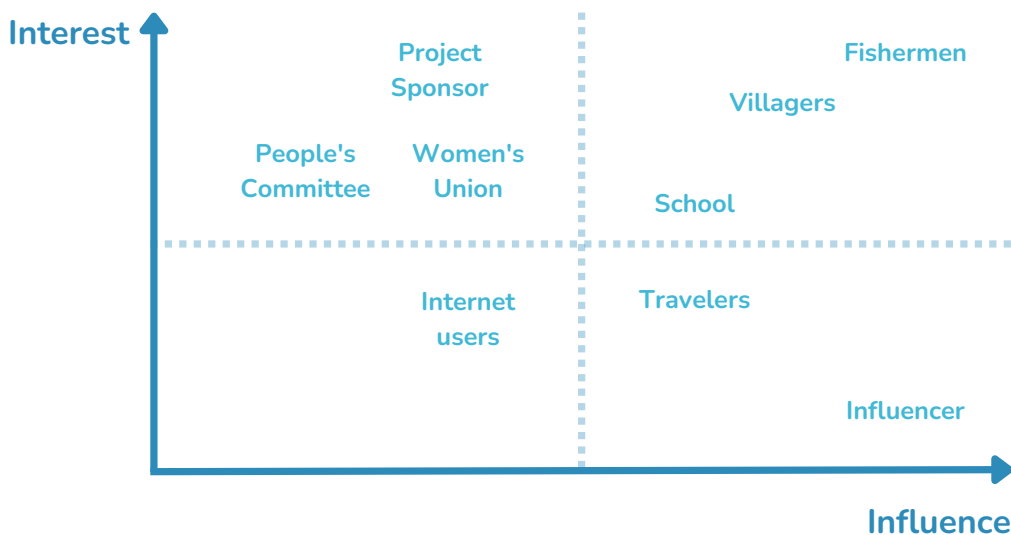 Interest
Project
Sponsor
Fishermen
Villagers
People's
Committee
Women's
Union
School
Internet
users
Travelers
Influencer
Influence